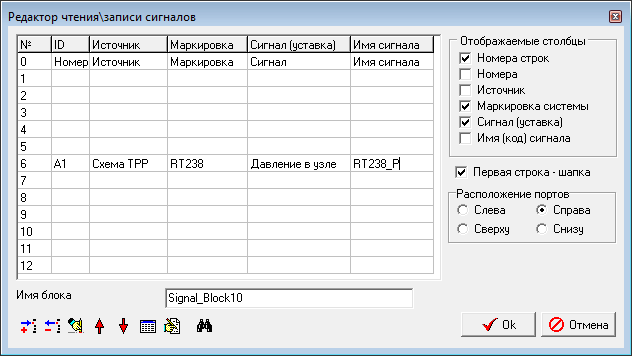 Редактор чтения\записи сигналов
№ ID Источник Маркировка Сигнал (уставка) Имя сигнала
0 Номер Источник Маркировка Сигнал Имя сигнала
1
2
3
4
5
6 A1 Схема ТРР RT238 Давление в узле RT238_P
7
8
9
10
11
12
Отображаемые столбцы
Номера строк
Номера
Источник
Маркировка системы
Сигнал (уставка)
Имя (код) сигнала
Первая строка - шапка
Расположение портов
Слева Справа
Сверху Снизу
Имя блока Signal_Block10
Ok Отмена